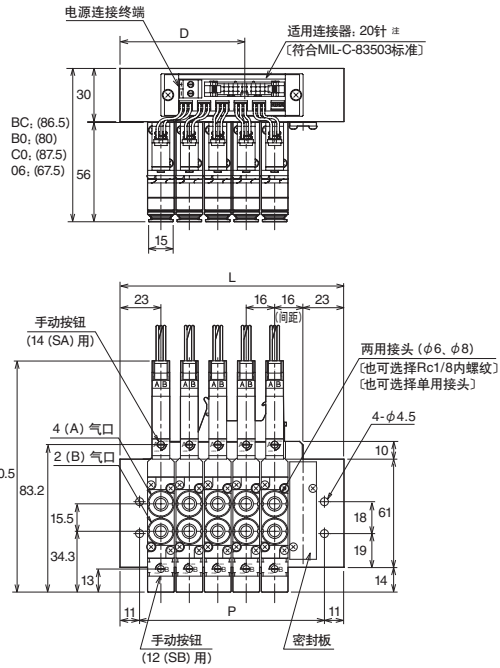 电源连接终端
D
适用连接器: 20针 注
〔符合MIL-C-83503标准〕
30
BC: (86.5)
B0: (80)
C0: (87.5)
06: (67.5)
56
15
L
23
16
16
23
(间距)
手动按钮
(14 (SA) 用)
两用接头 (φ6、φ8)
〔也可选择Rc1/8内螺纹〕
〔也可选择单用接头〕
A B
A B
A B
A B
A B
4-φ4.5
4 (A) 气口
2 (B) 气口
10
0.5
83.2
15.5
34.3
13
18
61
19
14
11
P
11
手动按钮
(12 (SB) 用)
密封板